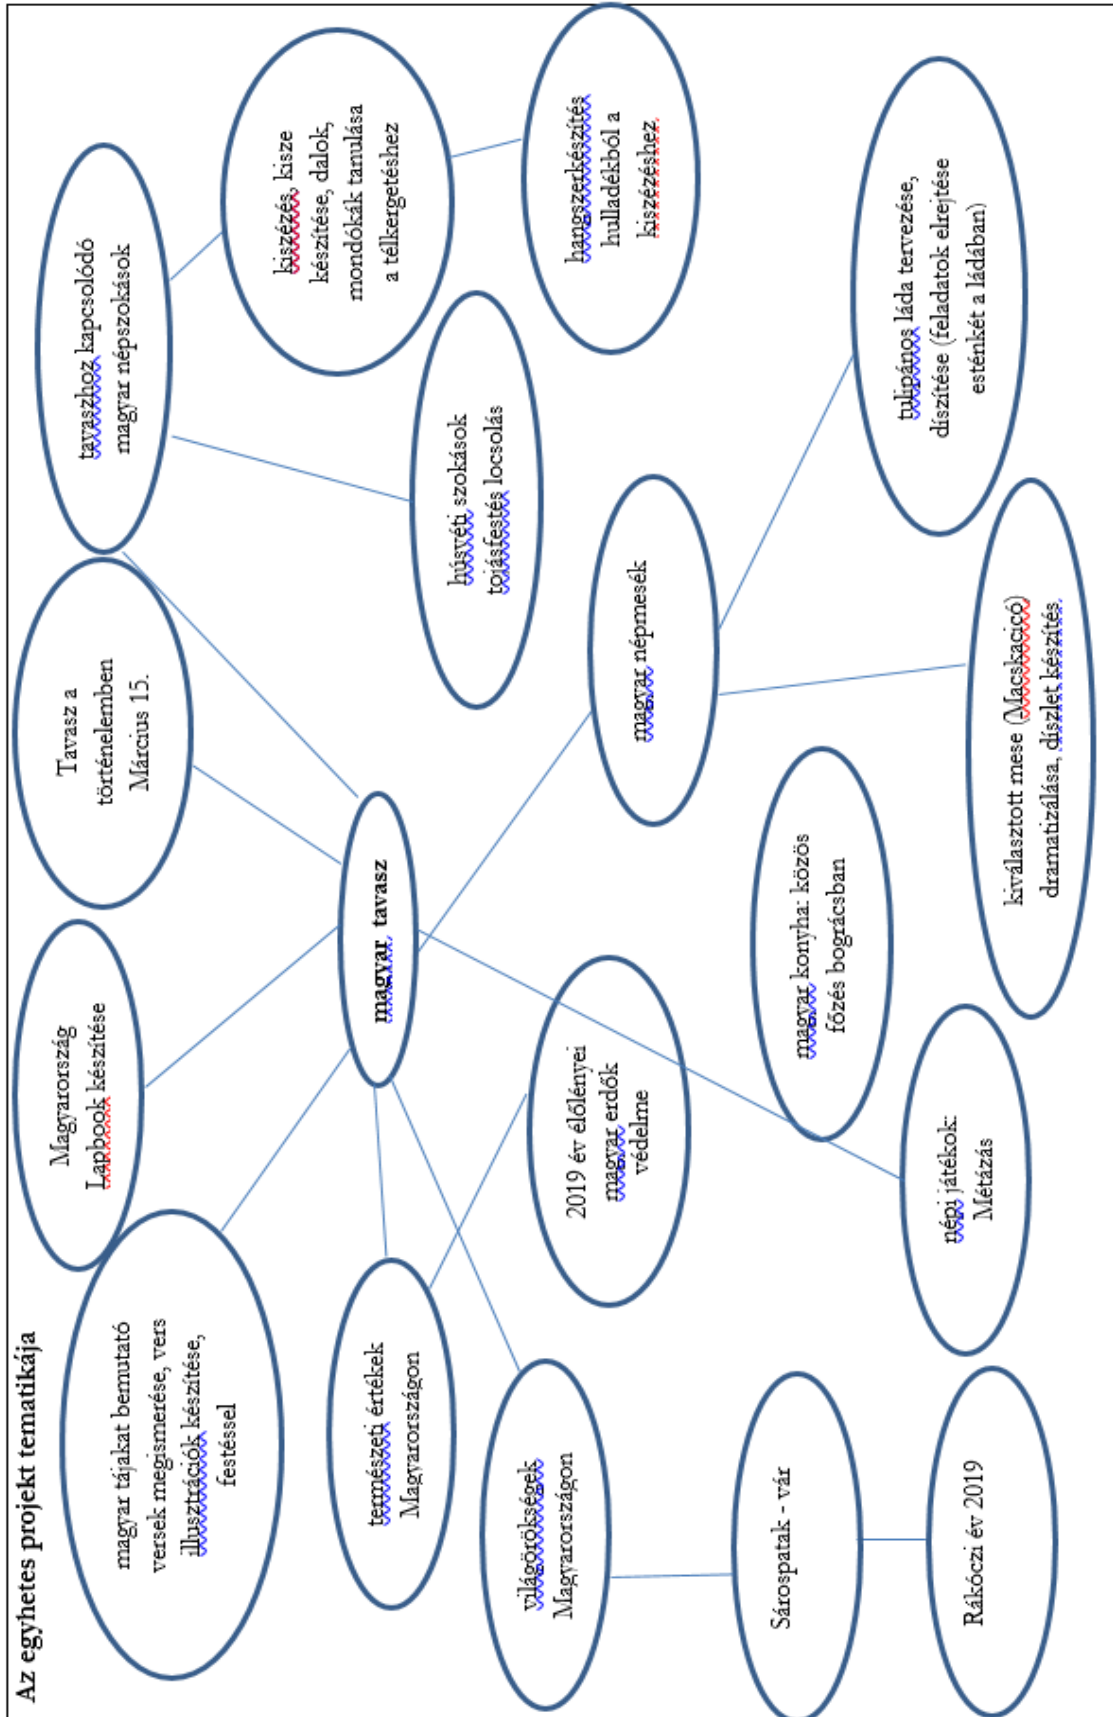 Az egyhetes projekt tematikája
magyar tájakat bemutató
versek megismerése, vers
illusztrációk készítése,
festéssel
Magyarország
Lapbook készítése
Tavasz a
történelemben
Március 15.
tavaszhoz kapcsolódó
magyar népszokások
kiszézés, kisze
készítése, dalok,
mondókák tanulása
a télkergetéshez
hangszerkészítés
hulladékból a
kiszézéshez
húsvéti szokások
tojásfestés locsolás
magyar tavasz
természeti értékek
Magyarországon
világörökségek
Magyarországon
2019 év élőlényei
magyar erdők
védelme
magyar népmesék
tulipános láda tervezése,
díszítése (feladatok elrejtése
esténkét a ládában)
kiválasztott mese (Macskacicó)
dramatizálása, díszlet készítés
magyar konyha: közös
főzés bográcsban
népi játékok:
Métázás
Sárospatak - vár
Rákóczi év 2019